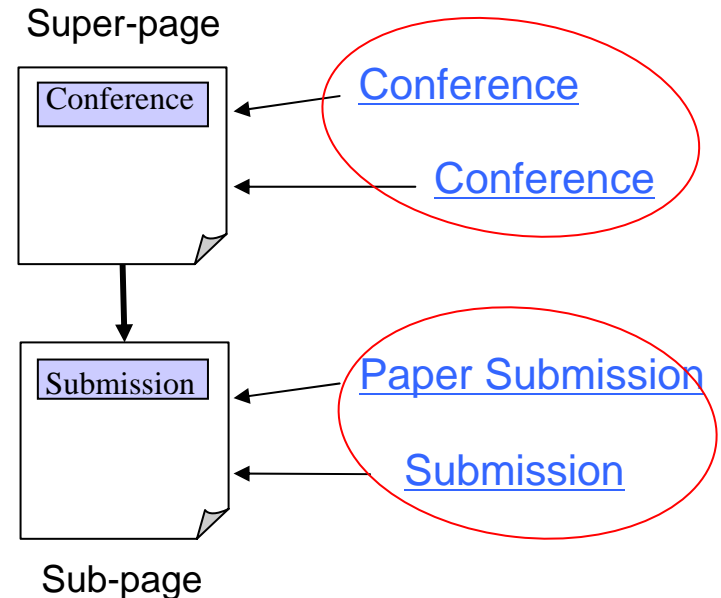 Super-page
Conference
Conference
Conference
Submission
Paper Submission
Submission
Sub-page